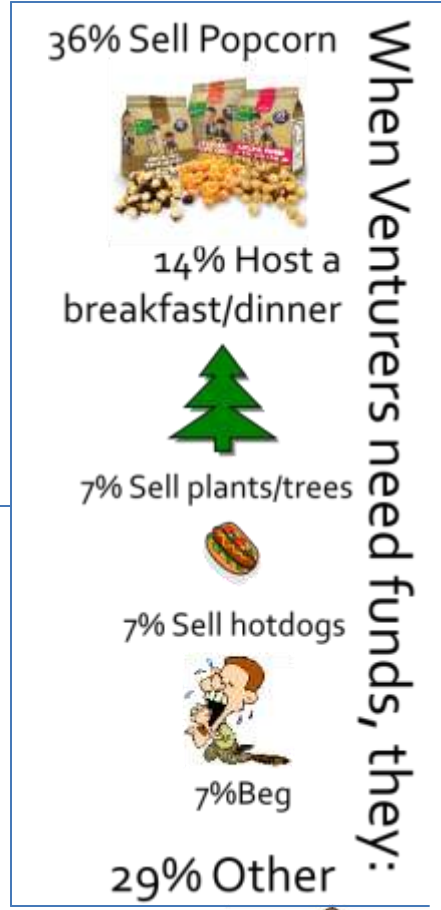 When Venturers need funds, they:
36% Sell Popcorn
14% Host a
breakfast/dinner
7% Sell plants/trees
7% Sell hotdogs
7%Beg
29% Other